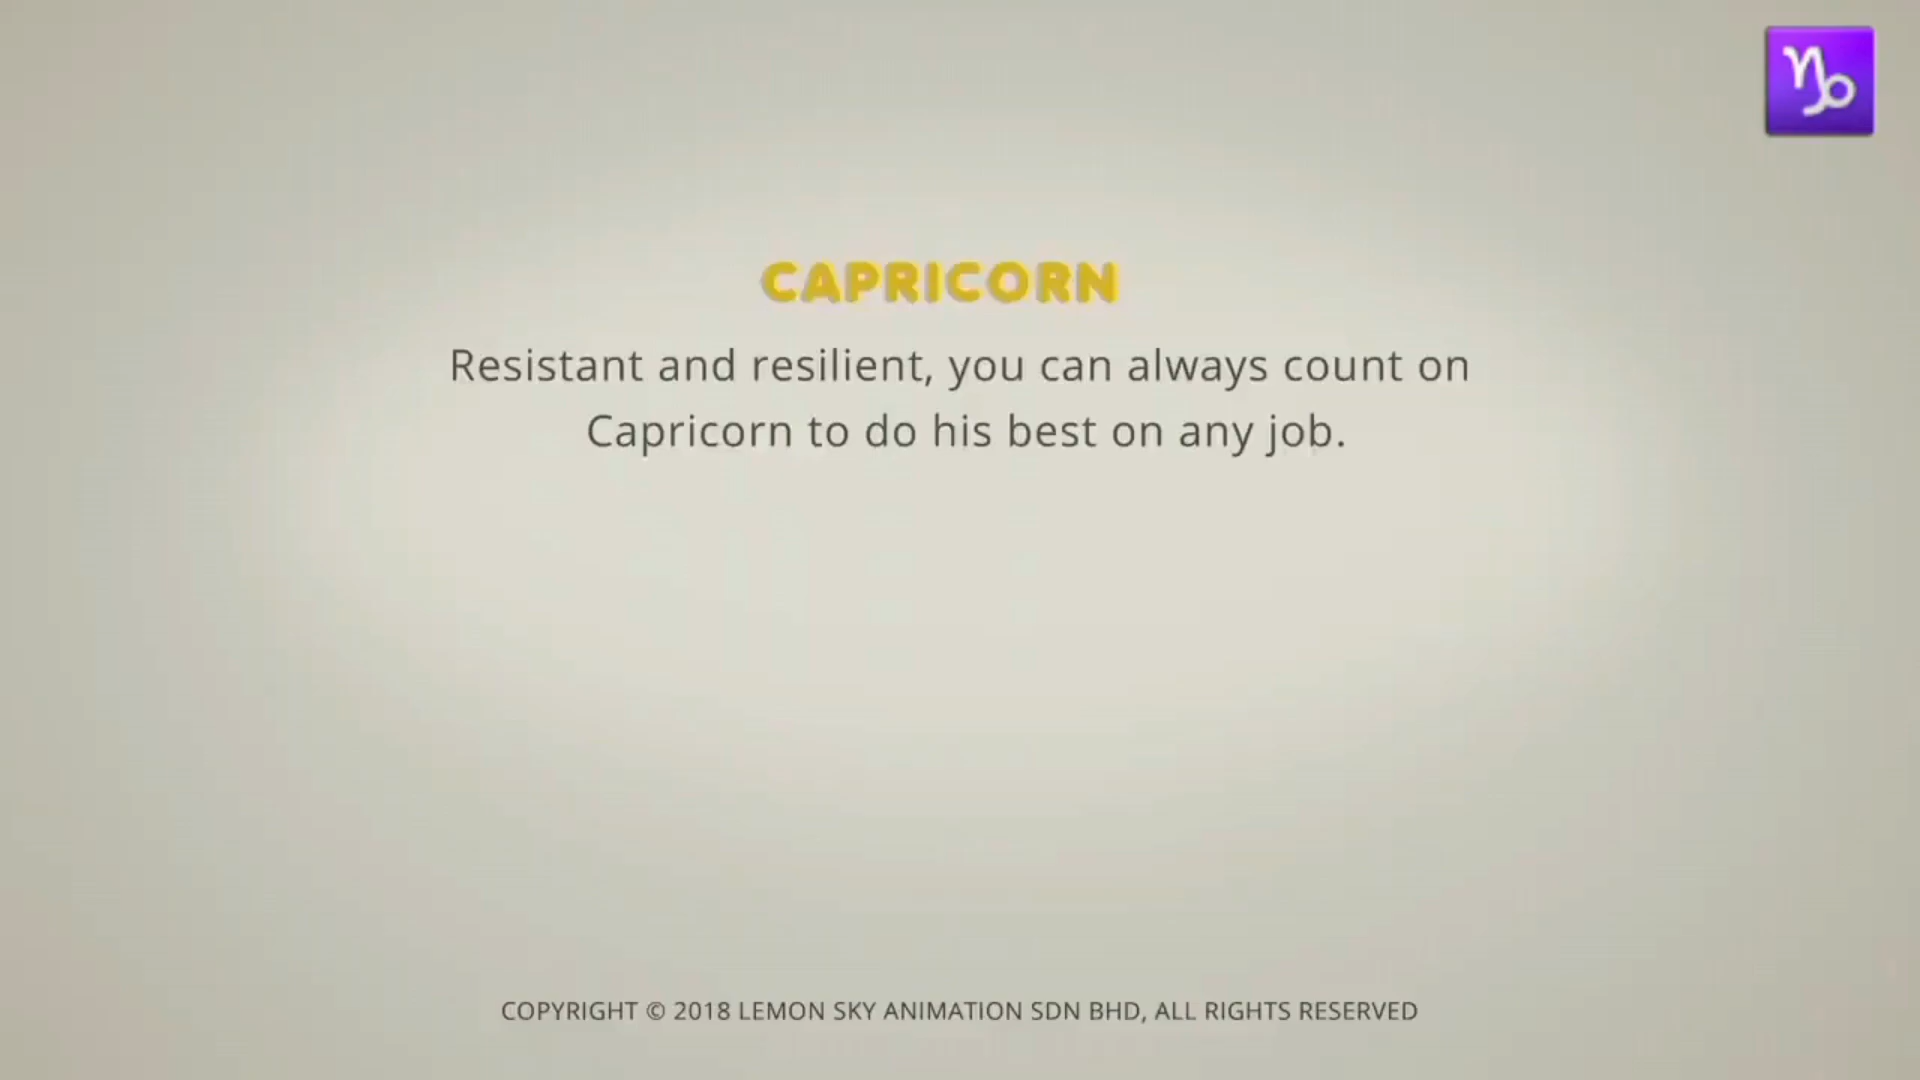 CAPRICORN
Resistant and resilient, you can always count on
Capricorn to do his best on any job.
COPYRIGHT © 2018 LEMON SKY ANIMATION SDN BHD, ALL RIGHTS RESERVED